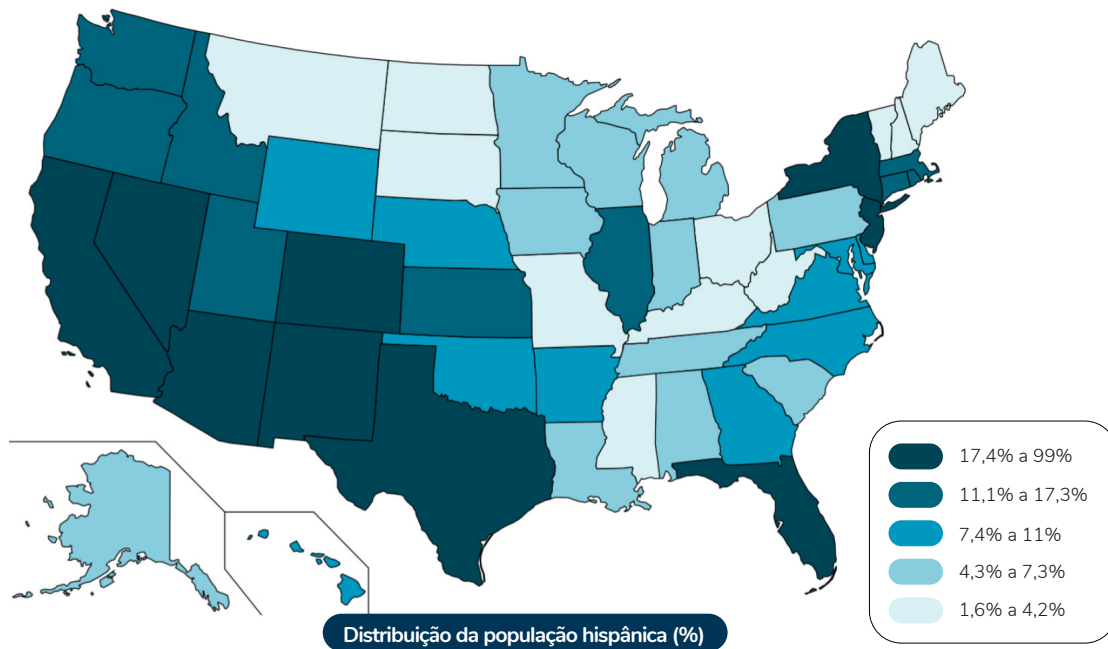 17,4% a 99%
11,1% a 17,3%
7,4% a 11%
4,3% a 7,3%
1,6% a 4,2%
Distribuição da população hispânica (%)